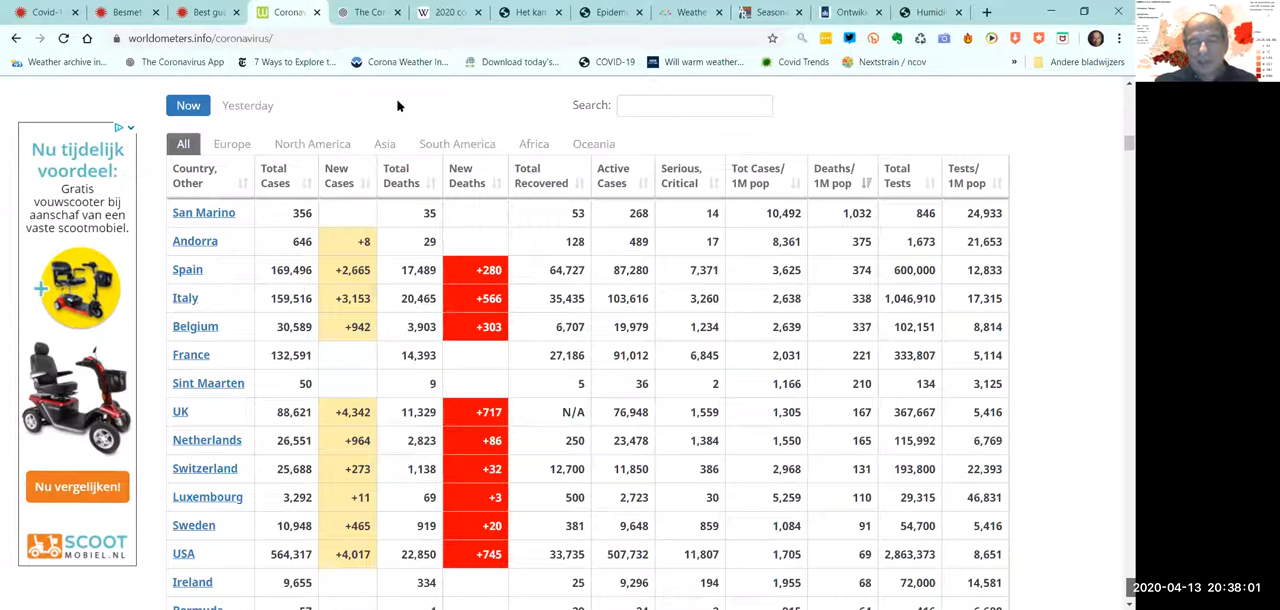 Season
Corona
The Cor
2020 c
Het kan
How co
Amazo
Season
Ontwik
Humidi
worldometers.info/coronavirus/
Weather archive in...
The Coronavirus App
7 Ways to Explore t...
Corona Weather In...
Download today's...
COVID-19
Will warm weather...
Covid Trends
Nextstrain / ncov
»
Andere bladwijzers
Now Yesterday Search:
All Europe North America Asia South America Africa Oceania
Country, Other Total Cases New Cases Total Deaths New Deaths Total Recovered Active Cases Serious, Critical Tot Cases/ 1M pop Deaths/ 1M pop Total Tests Tests/ 1M pop
San Marino 356 35 53 268 14 10,492 1,032 846 24,933
Andorra 646 +8 29 128 489 17 8,361 375 1,673 21,653
Spain 169,496 +2,665 17,489 +280 64,727 87,280 7,371 3,625 374 600,000 12,833
Italy 159,516 +3,153 20,465 +566 35,435 103,616 3,260 2,638 338 1,046,910 17,315
Belgium 30,589 +942 3,903 +303 6,707 19,979 1,234 2,639 337 102,151 8,814
France 132,591 14,393 27,186 91,012 6,845 2,031 221 333,807 5,114
Sint Maarten 50 9 5 36 2 1,166 210 134 3,125
UK 88,621 +4,342 11,329 +717 N/A 76,948 1,559 1,305 167 367,667 5,416
Netherlands 26,551 +964 2,823 +86 250 23,478 1,384 1,550 165 115,992 6,769
Switzerland 25,688 +273 1,138 +32 12,700 11,850 386 2,968 131 193,800 22,393
Luxembourg 3,292 +11 69 +3 500 2,723 30 5,259 110 29,315 46,831
Sweden 10,948 +465 919 +20 381 9,648 859 1,084 91 54,700 5,416
USA 564,317 +4,017 22,850 +745 33,735 507,732 11,807 1,705 69 2,863,373 8,651
Ireland 9,655 334 25 9,296 194 1,955 68 72,000 14,581
Nu tijdelijk
voordeel:
Gratis
vouwscooter bij
aanschaf van een
vaste scootmobiel.
Nu vergelijken!
SCOOT
MOBIEL.NL
2020-04-13 20:38:01